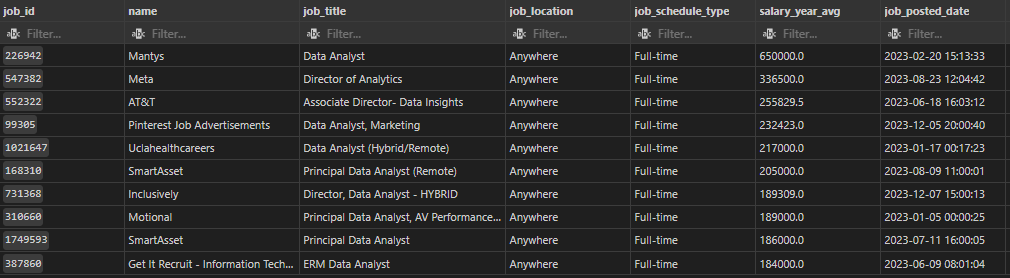 job_id name job_title job_location job_schedule_type salary_year_avg job_posted_date
Filter... Filter... Filter... Filter... Filter... Filter... Filter...
226942 Mantys Data Analyst Anywhere Full-time 650000.0 2023-02-20 15:13:33
547382 Meta Director of Analytics Anywhere Full-time 336500.0 2023-08-23 12:04:42
552322 AT&T Associate Director- Data Insights Anywhere Full-time 255829.5 2023-06-18 16:03:12
99305 Pinterest Job Advertisements Data Analyst, Marketing Anywhere Full-time 232423.0 2023-12-05 20:00:40
1021647 Uclahealthcareers Data Analyst (Hybrid/Remote) Anywhere Full-time 217000.0 2023-01-17 00:17:23
168310 SmartAsset Principal Data Analyst (Remote) Anywhere Full-time 205000.0 2023-08-09 11:00:01
731368 Inclusively Director, Data Analyst - HYBRID Anywhere Full-time 189309.0 2023-12-07 15:00:13
310660 Motional Principal Data Analyst, AV Performance... Anywhere Full-time 189000.0 2023-01-05 00:00:25
1749593 SmartAsset Principal Data Analyst Anywhere Full-time 186000.0 2023-07-11 16:00:05
387860 Get It Recruit - Information Tech... ERM Data Analyst Anywhere Full-time 184000.0 2023-06-09 08:01:04